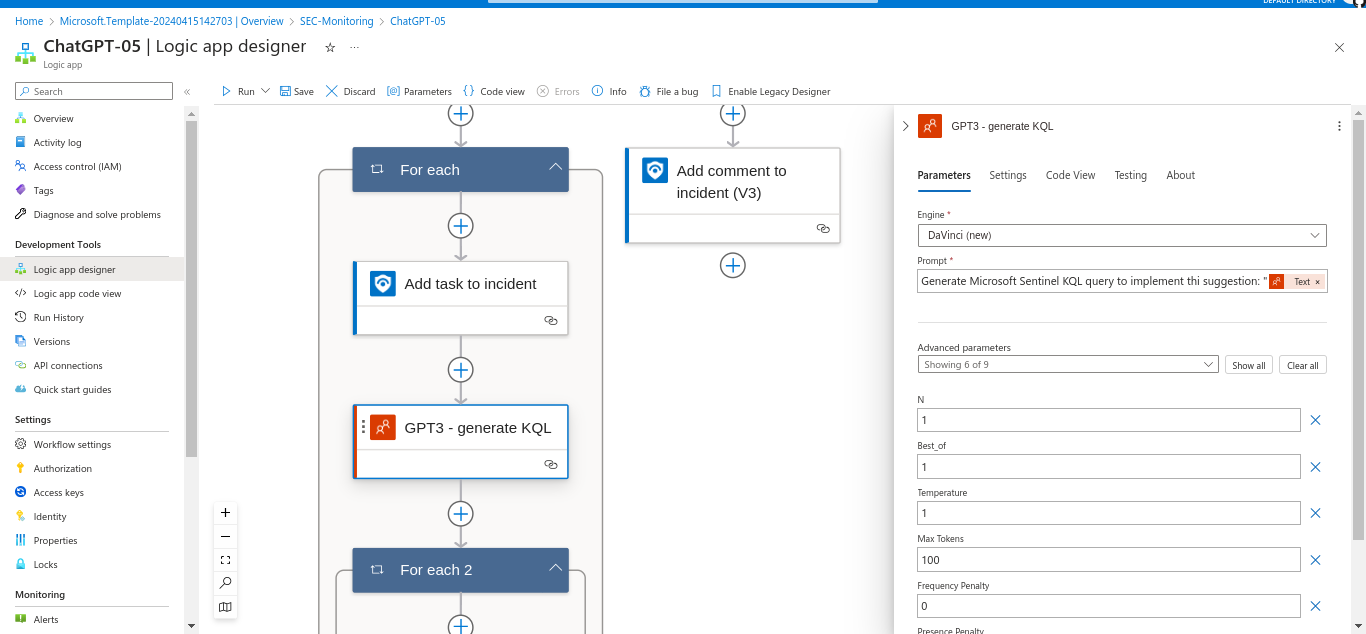 DEFAULT DIRECTORY
Home > Microsoft.Template-20240415142703 | Overview > SEC-Monitoring > ChatGPT-05
ChatGPT-05 | Logic app designer
Logic app
Search
Overview
Activity log
Access control (IAM)
Tags
Diagnose and solve problems
Development Tools
Logic app designer
Logic app code view
Run History
Versions
API connections
Quick start guides
Settings
Workflow settings
Authorization
Access keys
Identity
Properties
Locks
Monitoring
Alerts
Run Save Discard Parameters Code view Errors Info File a bug Enable Legacy Designer
For each
Add task to incident
GPT3 - generate KQL
For each 2
Add comment to
incident (V3)
GPT3 - generate KQL
Parameters Settings Code View Testing About
Engine *
DaVinci (new)
Prompt *
Generate Microsoft Sentinel KQL query to implement thi suggestion: " Text ×
Advanced parameters
Showing 6 of 9 Show all Clear all
N
1
Best_of
1
Temperature
1
Max Tokens
100
Frequency Penalty
0
Presence Penalty